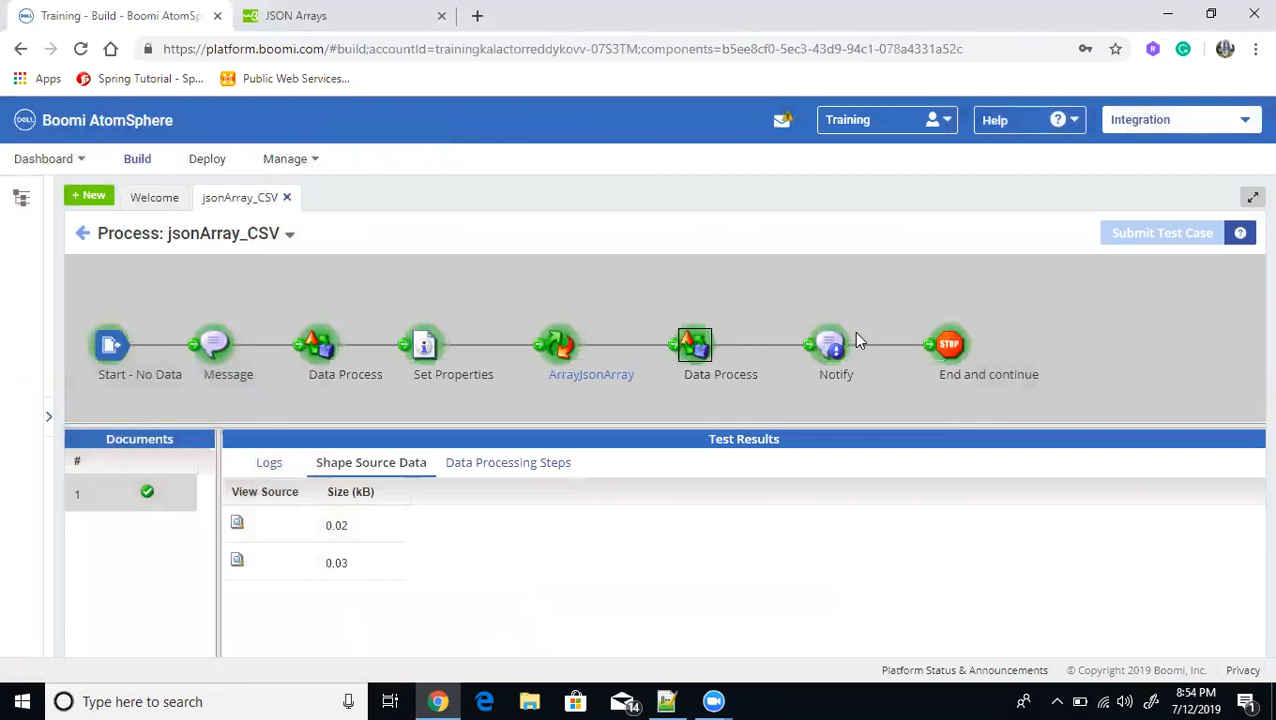 Training - Build - Boomi AtomSph
JSON Arrays
https://platform.boomi.com/#build;accountId=trainingkalactorreddykovv-07S3TM;components=b5ee8cf0-5ec3-43d9-94c1-078a4331a52c
Apps
Spring Tutorial - Sp...
Public Web Services...
DELL
Boomi AtomSphere
Training
Help
Integration
Dashboard
Build
Deploy
Manage
+ New
Welcome
jsonArray_CSV
Process: jsonArray_CSV
Submit Test Case
STOP
Start - No Data
Message
Data Process
Set Properties
ArrayJsonArray
Data Process
Notify
End and continue
Documents
Test Results
#
Logs
Shape Source Data
Data Processing Steps
View Source
Size (kB)
1
0.02
0.03
Platform Status & Announcements
© Copyright 2019 Boomi, Inc.
Privacy
Type here to search
14
8:54 PM
7/12/2019
1